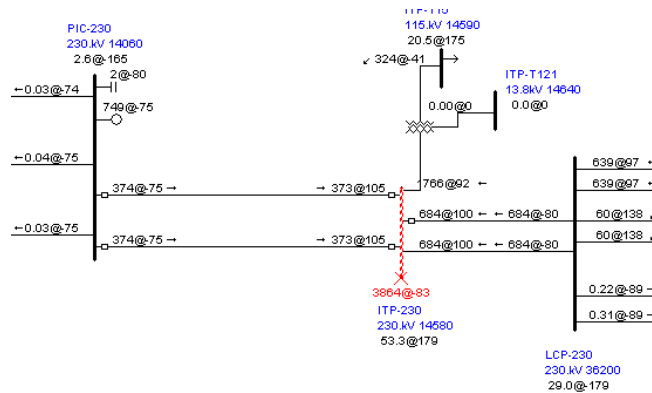 ITP-T15
115.kV 14590
20.5@175
PIC-230
230.kV 14060
2.6@-165
↙ 324@-41
2@-80
ITP-T121
13.8kV 14640
←0.03@-74
749@-75
0.00@0
0.0@0
←0.04@-75
639@97 ←
766@92 ←
639@97 ←
374@-75 →
→ 373@105
684@100 ← ← 684@-80
60@138
←0.03@-75
60@138
374@-75 →
→ 373@105
684@100 ← ← 684@-80
3864@-83
0.22@-89
ITP-230
230.kV 14580
0.31@-89
53.3@179
LCP-230
230.kV 36200
29.0@-179